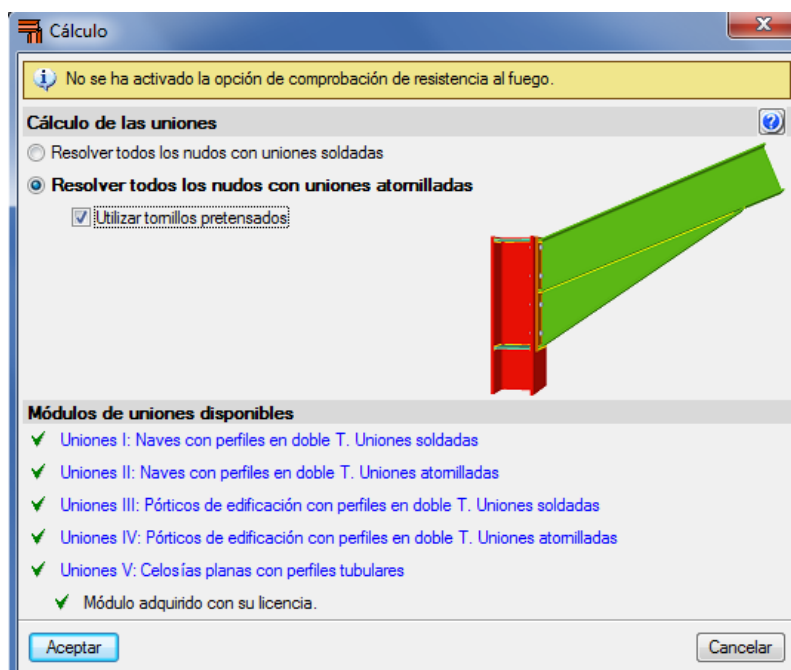 Cálculo
No se ha activado la opción de comprobación de resistencia al fuego.
Cálculo de las uniones
Resolver todos los nudos con uniones soldadas
Resolver todos los nudos con uniones atornilladas
Utilizar tornillos pretensados
Módulos de uniones disponibles
Uniones I: Naves con perfiles en doble T. Uniones soldadas
Uniones II: Naves con perfiles en doble T. Uniones atornilladas
Uniones III: Pórticos de edificación con perfiles en doble T. Uniones soldadas
Uniones IV: Pórticos de edificación con perfiles en doble T. Uniones atornilladas
Uniones V: Celosías planas con perfiles tubulares
Módulo adquirido con su licencia.
Aceptar Cancelar